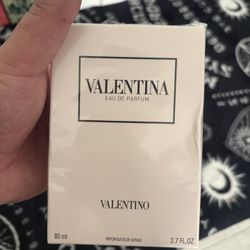 VALENTINA
EAU DE PARFUM
VALENTINO
80 ml VAPORISATEUR SPRAY 2.7 FL.OZ.